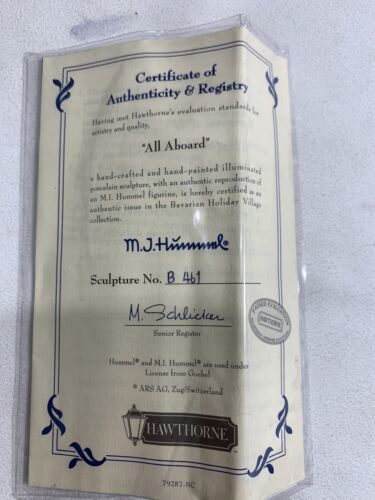 Certificate of
Authenticity & Registry
Having met Hawthorne's evaluation standards for
artistry and quality,
"All Aboard"
a hand-crafted and hand-painted illuminated
porcelain sculpture, with an authentic reproduction of
an M.I. Hummel figurine, is hereby certified as an
authentic issue in the Bavarian Holiday Village
collection.
M.J.Hummel®
Sculpture No. B 461
M. Schlicker
Senior Register
PASSED EVALUATION
HAWTHORNE
Hummel® and M.I. Hummel® are used under
License from Goebel
© ARS AG, Zug/Switzerland
HAWTHORNE
79287-NC